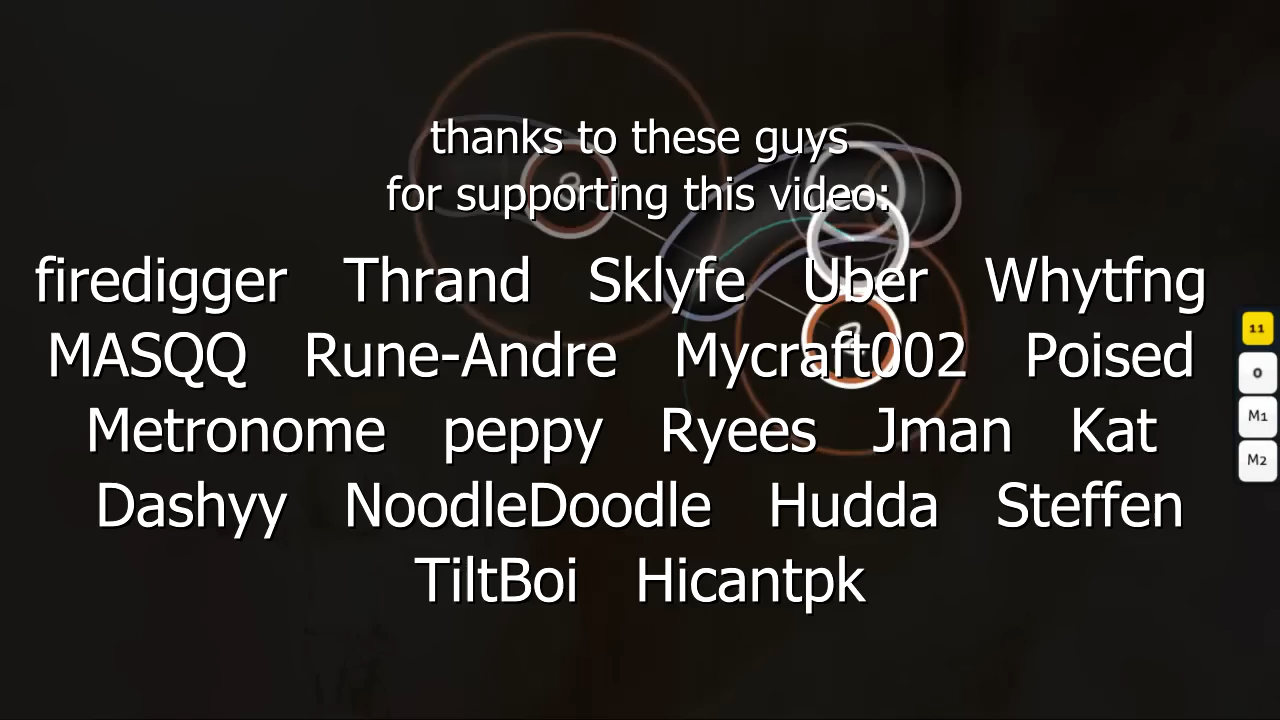 thanks to these guys
for supporting this video:
firedigger Thrand Sklyfe Uber Whytfng
MASQQ Rune-Andre Mycraft002 Poised
Metronome peppy Ryees Jman Kat
Dashyy NoodleDoodle Hudda Steffen
TiltBoi Hicantpk
11
0
M1
M2